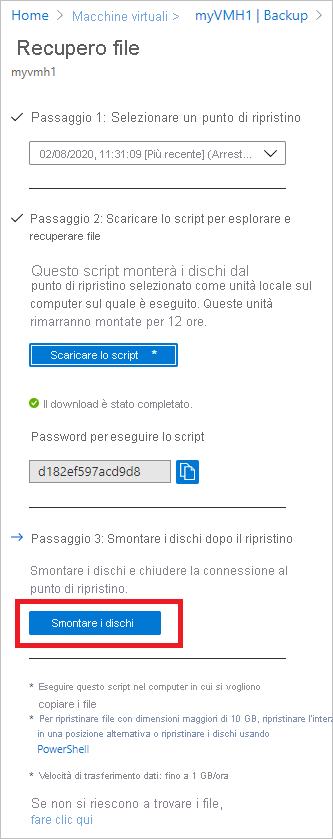 Home > Macchine virtuali > myVMH1 | Backup >
Recupero file
myvmh1
Passaggio 1: Selezionare un punto di ripristino
02/08/2020, 11:31:09 [Più recente] (Arrest...
Passaggio 2: Scaricare lo script per esplorare e
recuperare file
Questo script monterà i dischi dal
punto di ripristino selezionato come unità locale sul
computer sul quale è eseguito. Queste unità
rimarranno montate per 12 ore.
Scaricare lo script *
Il download è stato completato.
Password per eseguire lo script
d182ef597acd9d8
Passaggio 3: Smontare i dischi dopo il ripristino
Smontare i dischi e chiudere la connessione al
punto di ripristino.
Smontare i dischi
* Eseguire questo script nel computer in cui si vogliono
copiare i file
* Per ripristinare file con dimensioni maggiori di 10 GB, ripristinare l'intera
in una posizione alternativa o ripristinare i dischi usando
PowerShell
* Velocità di trasferimento dati: fino a 1 GB/ora
Se non si riescono a trovare i file,
fare clic qui